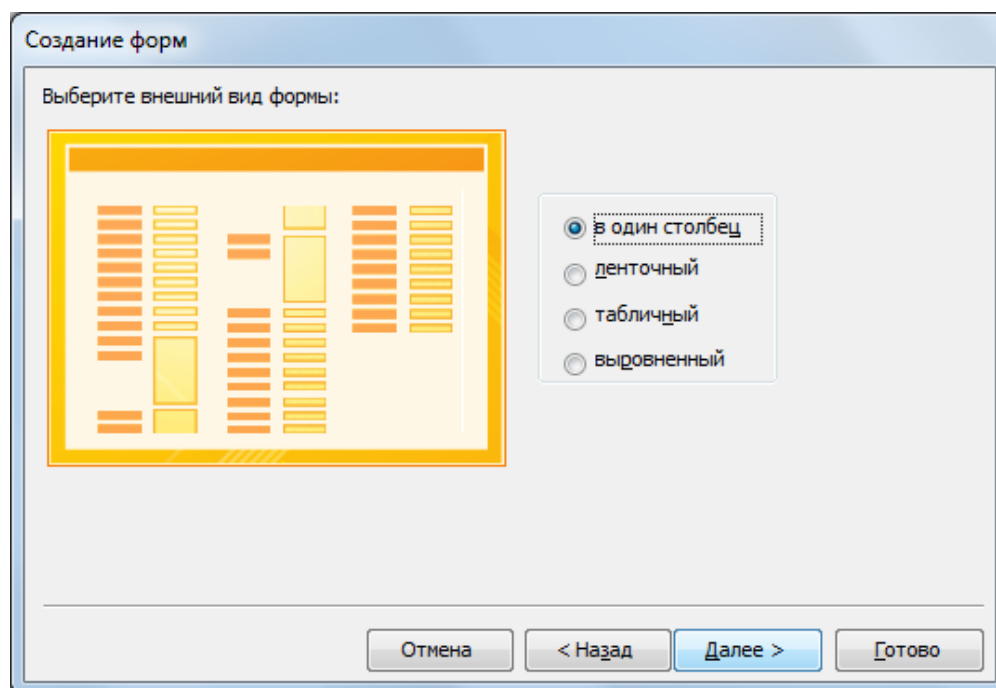 Создание форм
Выберите внешний вид формы:
в один столбец
ленточный
табличный
выровненный
Отмена
< Назад
Далее >
Готово